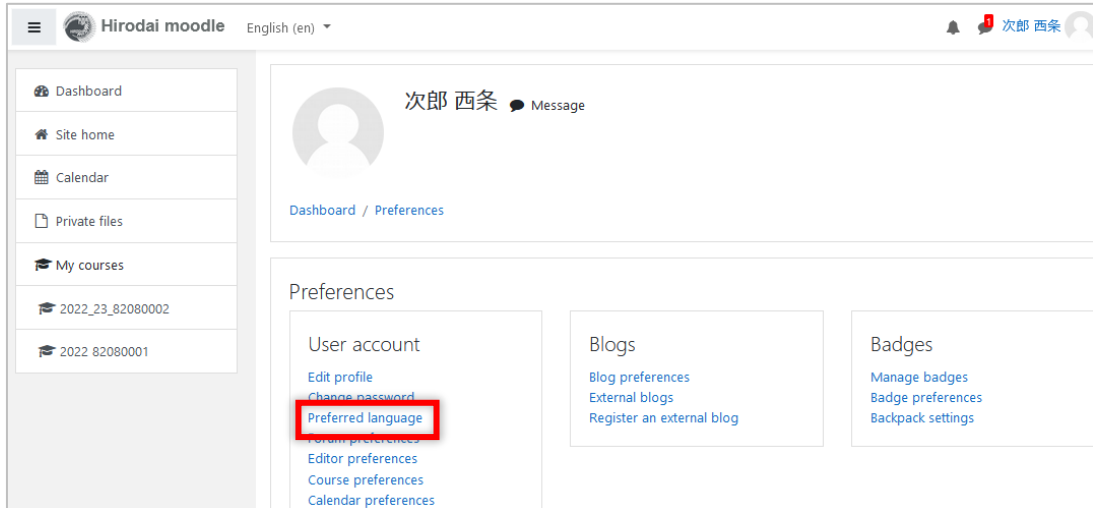 Hirodai moodle English (en)
1 次郎 西条
Dashboard
Site home
Calendar
Private files
My courses
2022_23_82080002
2022 82080001
次郎 西条 Message
Dashboard / Preferences
Preferences
User account
Edit profile
Change password
Preferred language
Forum preferences
Editor preferences
Course preferences
Calendar preferences
Blogs
Blog preferences
External blogs
Register an external blog
Badges
Manage badges
Badge preferences
Backpack settings